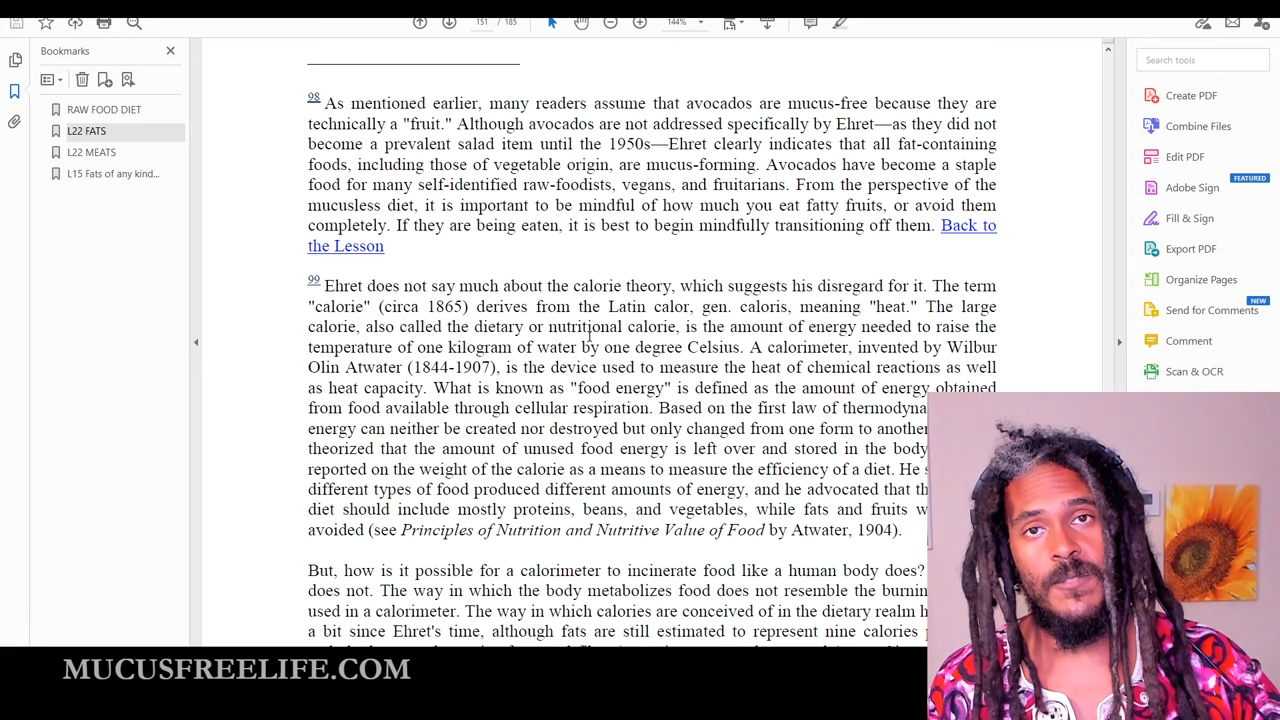 151 / 185
144%
Bookmarks
Search tools
RAW FOOD DIET
L22 FATS
L22 MEATS
L15 Fats of any kind...
Create PDF
Combine Files
Edit PDF
Adobe Sign
FEATURED
Fill & Sign
Export PDF
Organize Pages
Send for Comments
NEW
Comment
Scan & OCR
98 As mentioned earlier, many readers assume that avocados are mucus-free because they are
technically a "fruit." Although avocados are not addressed specifically by Ehret—as they did not
become a prevalent salad item until the 1950s—Ehret clearly indicates that all fat-containing
foods, including those of vegetable origin, are mucus-forming. Avocados have become a staple
food for many self-identified raw-foodists, vegans, and fruitarians. From the perspective of the
mucusless diet, it is important to be mindful of how much you eat fatty fruits, or avoid them
completely. If they are being eaten, it is best to begin mindfully transitioning off them. Back to
the Lesson
99 Ehret does not say much about the calorie theory, which suggests his disregard for it. The term
"calorie" (circa 1865) derives from the Latin calor, gen. caloris, meaning "heat." The large
calorie, also called the dietary or nutritional calorie, is the amount of energy needed to raise the
temperature of one kilogram of water by one degree Celsius. A calorimeter, invented by Wilbur
Olin Atwater (1844-1907), is the device used to measure the heat of chemical reactions as well
as heat capacity. What is known as "food energy" is defined as the amount of energy obtained
from food available through cellular respiration. Based on the first law of
energy can neither be created nor destroyed but only changed from one form to another
theorized that the amount of unused food energy is left over and stored in the body
reported on the weight of the calorie as a means to measure the efficiency of a diet. He
different types of food produced different amounts of energy, and he advocated that
diet should include mostly proteins, beans, and vegetables, while fats and fruits
avoided (see Principles of Nutrition and Nutritive Value of Food by Atwater, 1904).
But, how is it possible for a calorimeter to incinerate food like a human body does?
does not. The way in which the body metabolizes food does not resemble the
used in a calorimeter. The way in which calories are conceived of in the dietary realm
a bit since Ehret's time, although fats are still estimated to represent nine calories
MUCUSFREELIFE.COM